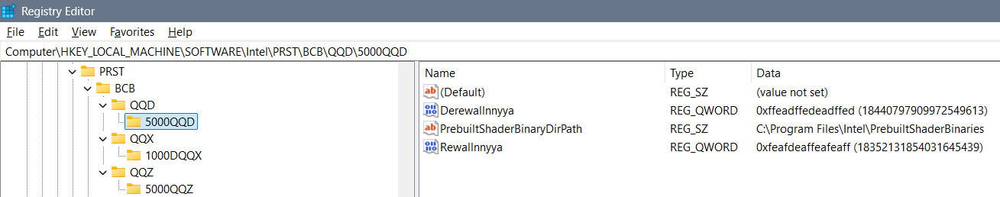 Registry Editor
File Edit View Favorites Help
Computer\HKEY_LOCAL_MACHINE\SOFTWARE\Intel\PRST\BCB\QQD\5000QQD
PRST
BCB
QQD
5000QQD
QQX
1000DQQX
QQZ
5000QQZ
Name Type Data
(Default) REG_SZ (value not set)
DerewalInnyya REG_QWORD 0xffeadffedeadffed (18440797909972549613)
PrebuiltShaderBinaryDirPath REG_SZ C:\Program Files\Intel\PrebuiltShaderBinaries
RewalInnyya REG_QWORD 0xfeafdeaffeafeaff (18352131854031645439)